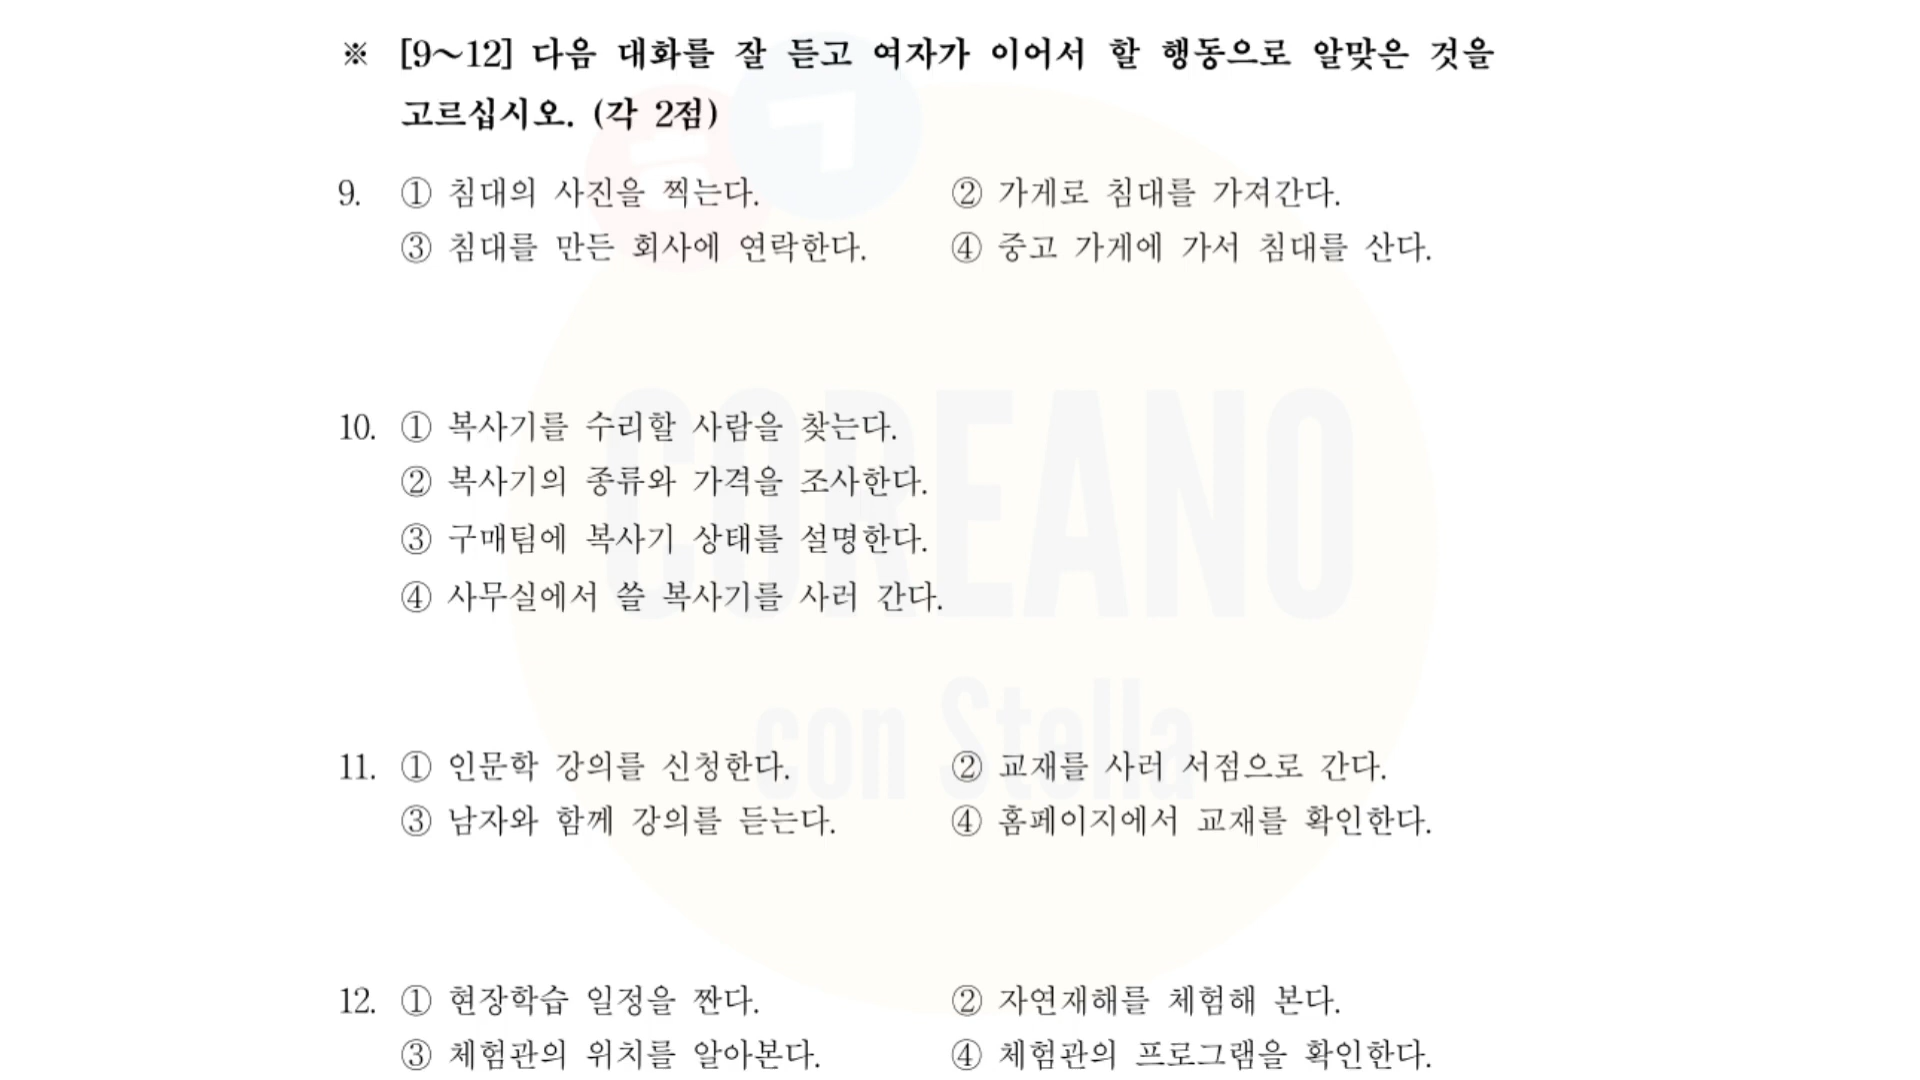 ※ [9～12] 다음 대화를 잘 듣고 여자가 이어서 할 행동으로 알맞은 것을
고르십시오. (각 2점)
9. ① 침대의 사진을 찍는다. ② 가게로 침대를 가져간다.
③ 침대를 만든 회사에 연락한다. ④ 중고 가게에 가서 침대를 산다.
10. ① 복사기를 수리할 사람을 찾는다.
② 복사기의 종류와 가격을 조사한다.
③ 구매팀에 복사기 상태를 설명한다.
④ 사무실에서 쓸 복사기를 사러 간다.
11. ① 인문학 강의를 신청한다. ② 교재를 사러 서점으로 간다.
③ 남자와 함께 강의를 듣는다. ④ 홈페이지에서 교재를 확인한다.
12. ① 현장학습 일정을 짠다. ② 자연재해를 체험해 본다.
③ 체험관의 위치를 알아본다. ④ 체험관의 프로그램을 확인한다.
ㅎ ㄱ
COREANO
con Stella